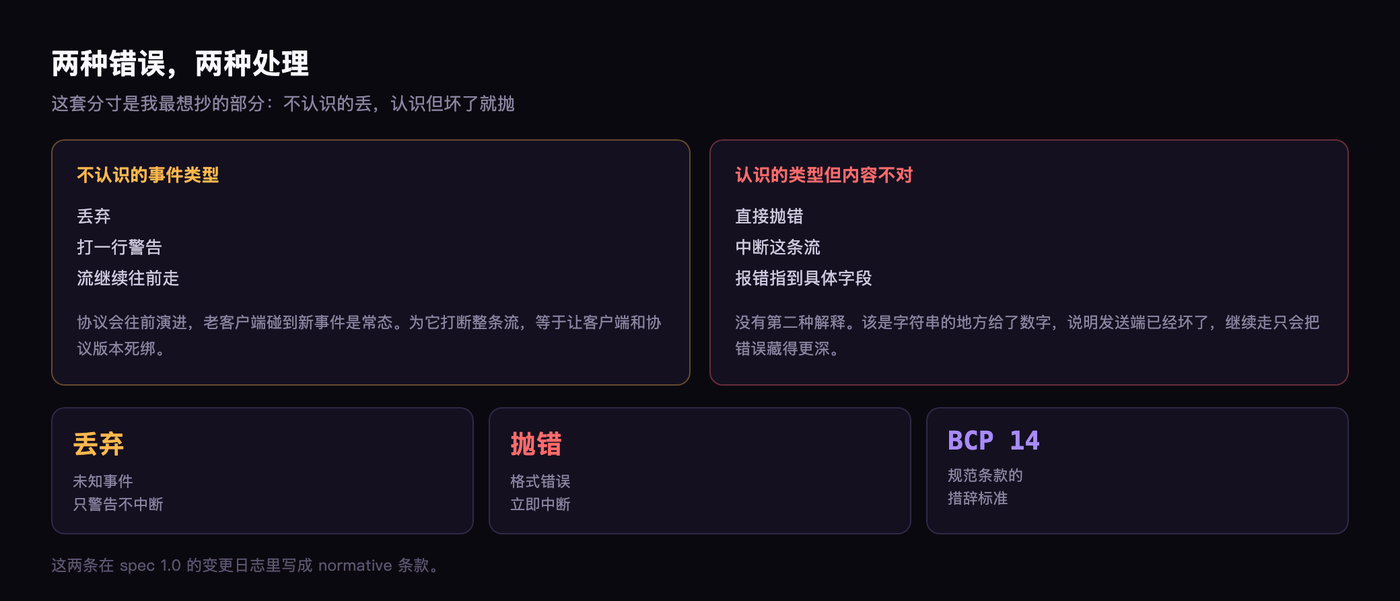 两种错误，两种处理
这套分寸是我最想抄的部分：不认识的丢，认识但坏了就抛
不认识的事件类型
丢弃
打一行警告
流继续往前走
协议会往前演进，老客户端碰到新事件是常态。为它打断整条流，等于让客户端和协
议版本死绑。
认识的类型但内容不对
直接抛错
中断这条流
报错指到具体字段
没有第二种解释。该是字符串的地方给了数字，说明发送端已经坏了，继续走只会把
错误藏得更深。
丢弃
未知事件
只警告不中断
抛错
格式错误
立即中断
BCP 14
规范条款的
措辞标准
这两条在 spec 1.0 的变更日志里写成 normative 条款。